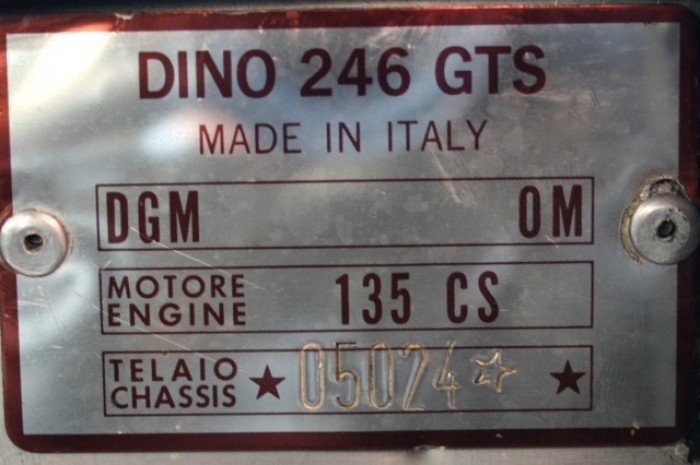 DINO 246 GTS
MADE IN ITALY
DGM OM
MOTORE
ENGINE 135 CS
TELAIO
CHASSIS ★ 05024☆ ★